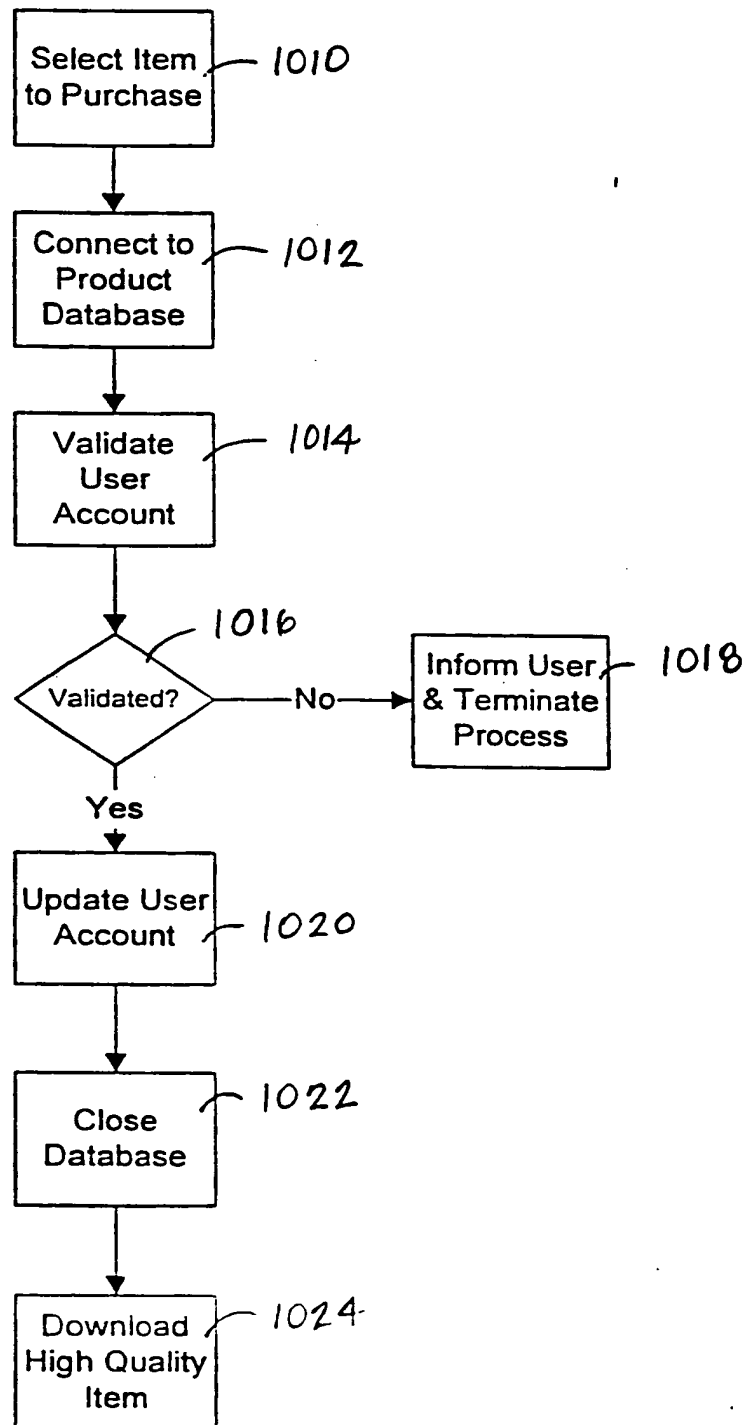 Select Item
to Purchase
1010
Connect to
Product
Database
1012
Validate
User
Account
1014
Validated?
1016
No
Inform User
& Terminate
Process
1018
Yes
Update User
Account
1020
Close
Database
1022
Download
High Quality
Item
1024